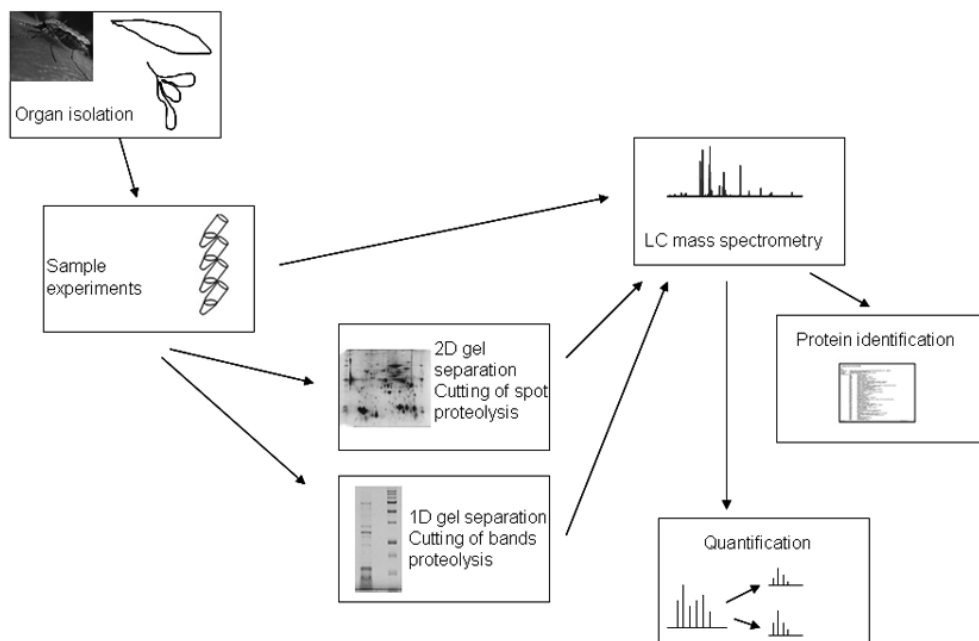 Organ isolation
Sample
experiments
LC mass spectrometry
2D gel
separation
Cutting of spot
proteolysis
Protein identification
1D gel separation
Cutting of bands
proteolysis
Quantification